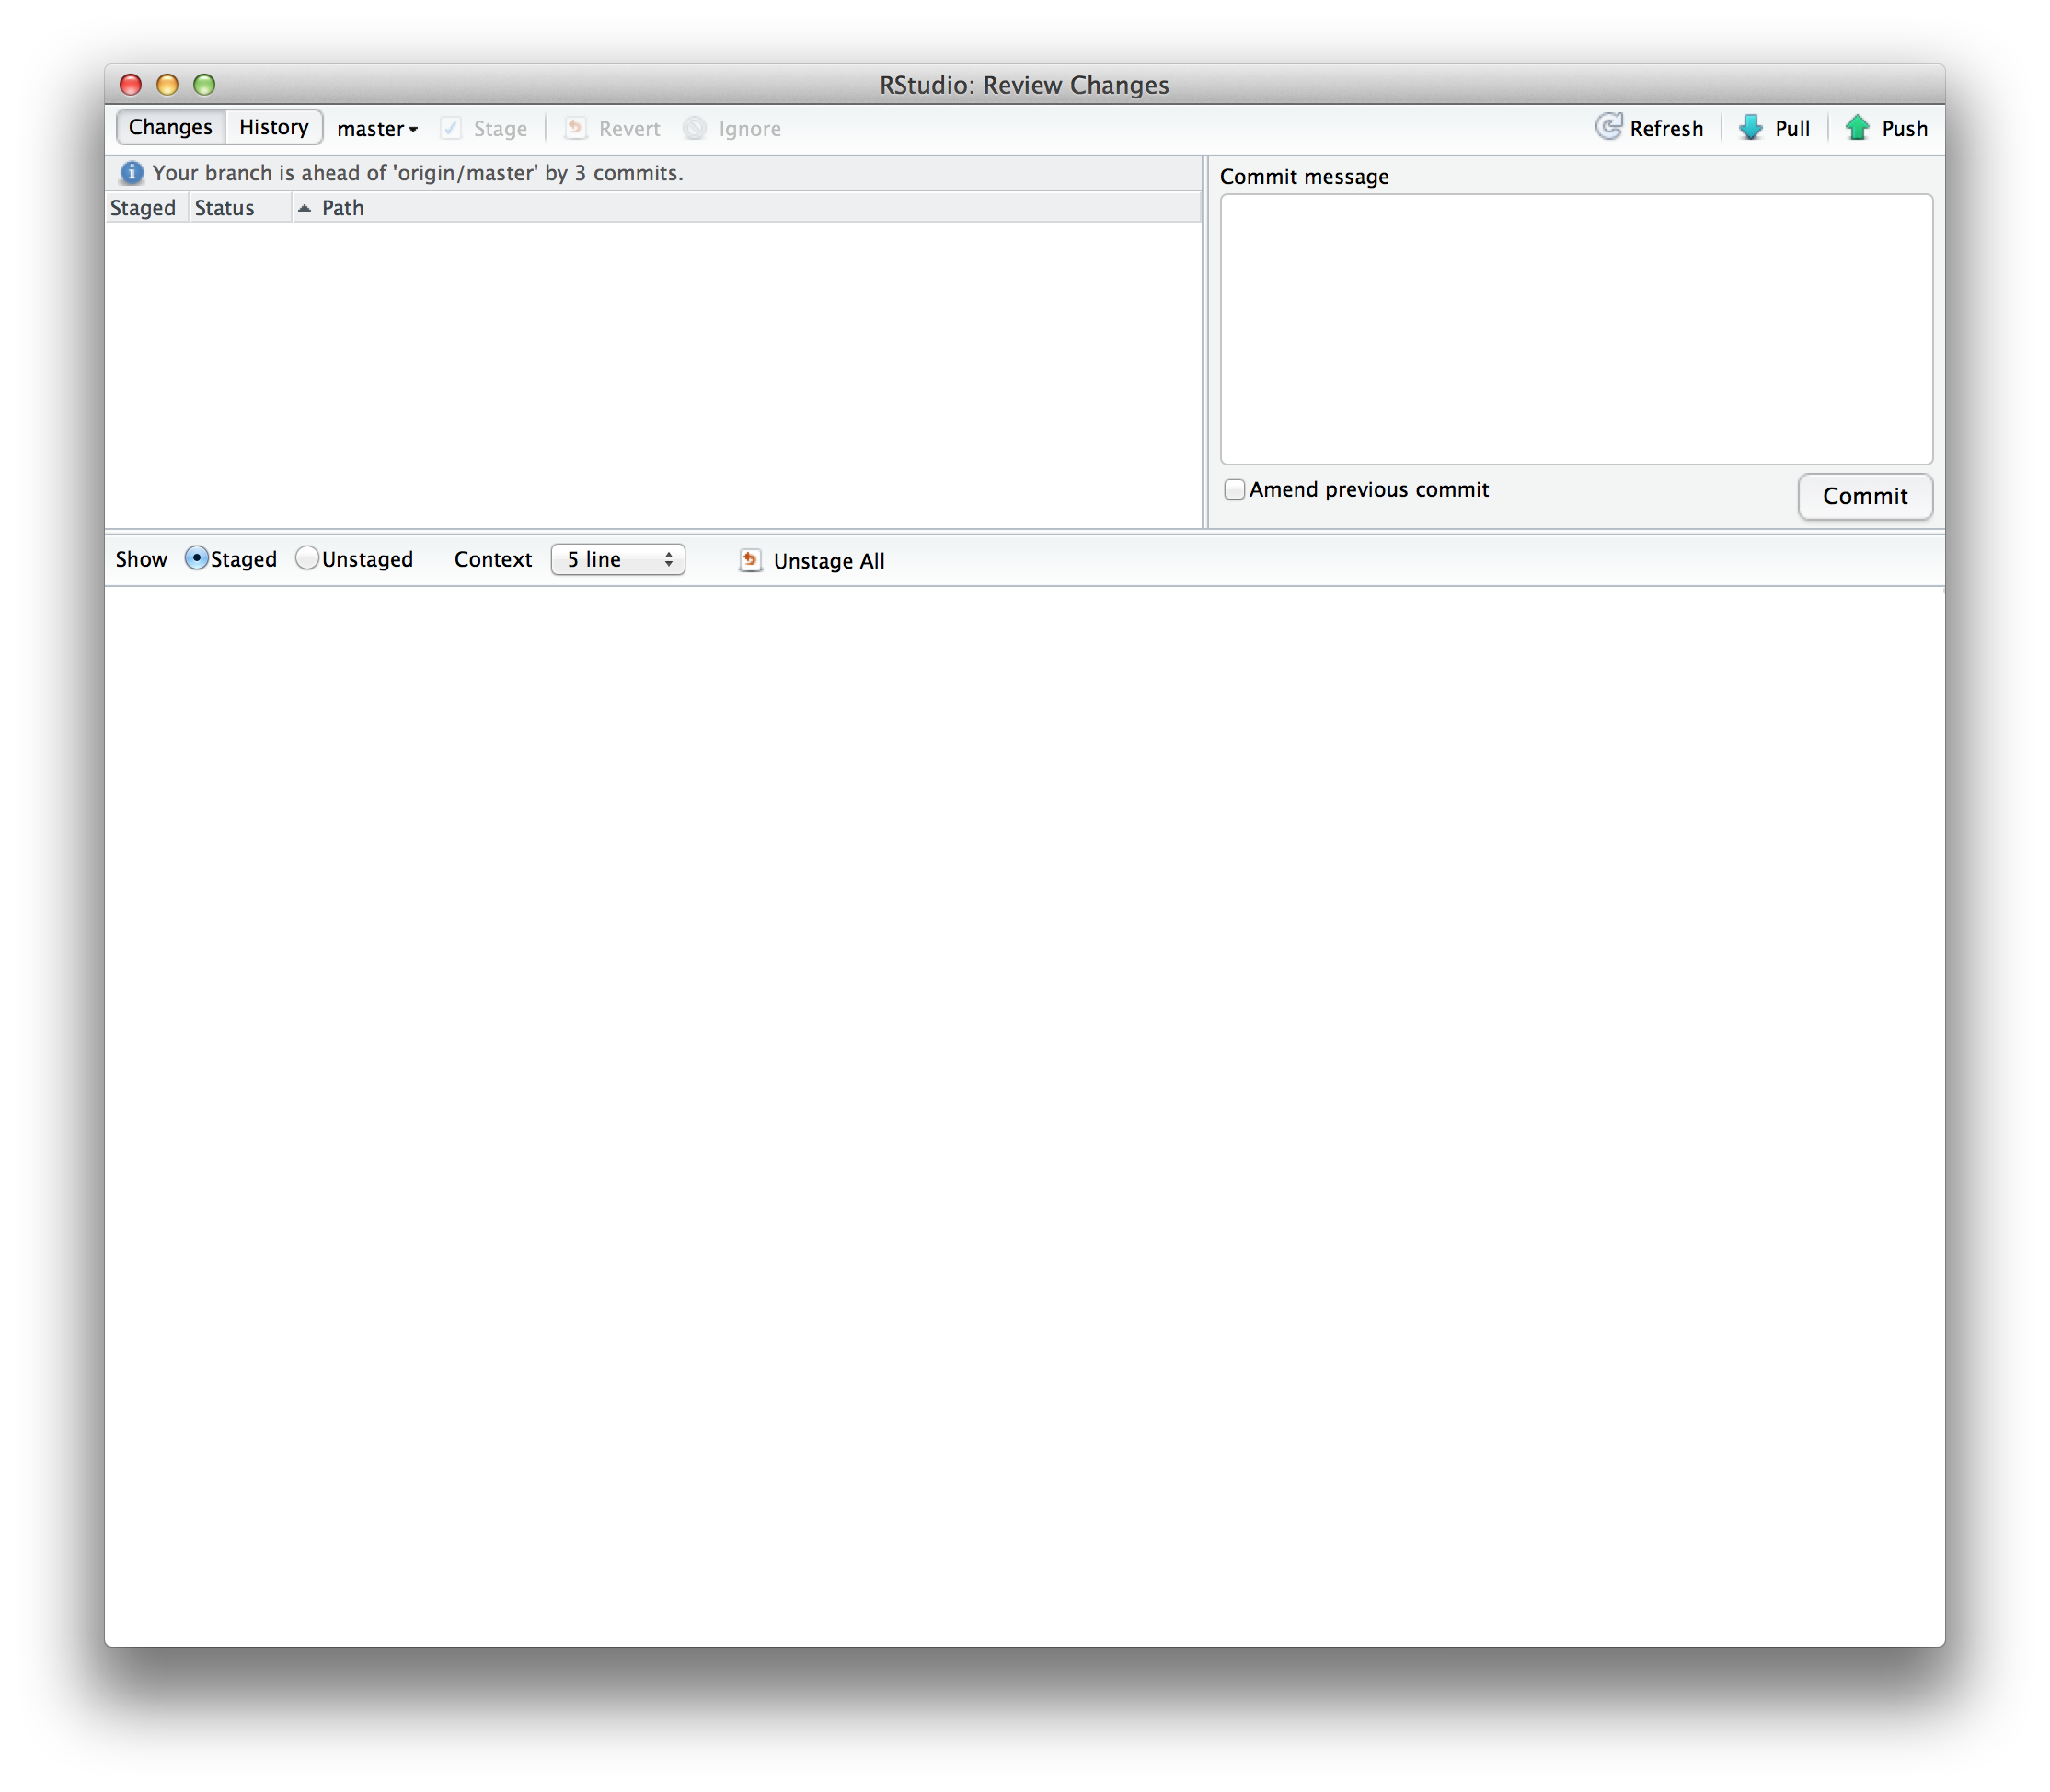 RStudio: Review Changes
Changes History master Stage Revert Ignore Refresh Pull Push
Your branch is ahead of 'origin/master' by 3 commits.
Commit message
Staged Status Path
Amend previous commit
Commit
Show Staged Unstaged Context 5 line Unstage All